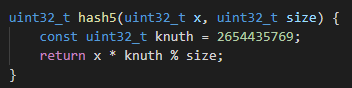 uint32_t hash5(uint32_t x, uint32_t size) {
    const uint32_t knuth = 2654435769;
    return x * knuth % size;
}